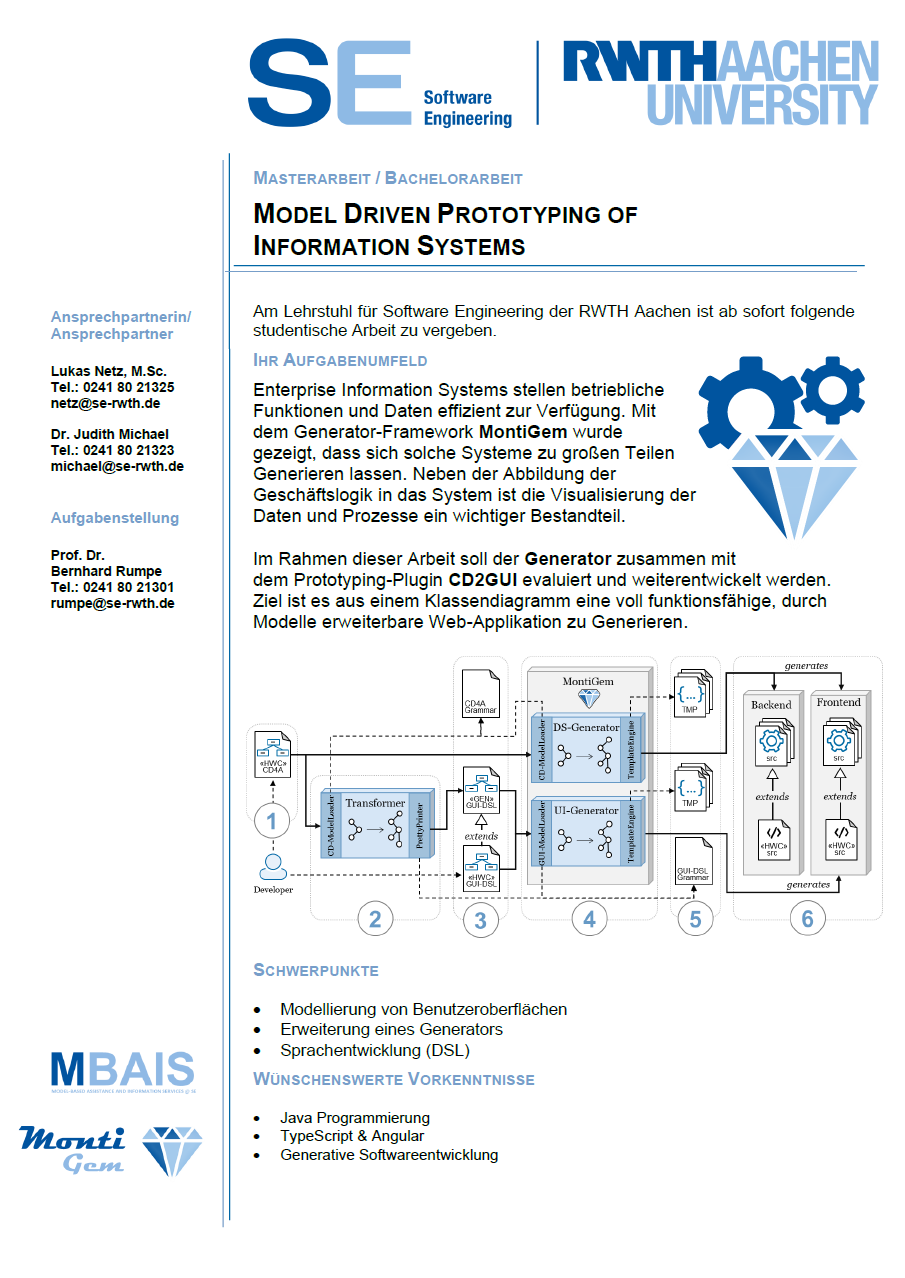 SE Software
Engineering
RWTHAACHEN
UNIVERSITY
MASTERARBEIT / BACHELORARBEIT
MODEL DRIVEN PROTOTYPING OF
INFORMATION SYSTEMS
Ansprechpartnerin/
Ansprechpartner
Lukas Netz, M.Sc.
Tel.: 0241 80 21325
netz@se-rwth.de
Dr. Judith Michael
Tel.: 0241 80 21323
michael@se-rwth.de
Aufgabenstellung
Prof. Dr.
Bernhard Rumpe
Tel.: 0241 80 21301
rumpe@se-rwth.de
Am Lehrstuhl für Software Engineering der RWTH Aachen ist ab sofort folgende
studentische Arbeit zu vergeben.
IHR AUFGABENUMFELD
Enterprise Information Systems stellen betriebliche
Funktionen und Daten effizient zur Verfügung. Mit
dem Generator-Framework MontiGem wurde
gezeigt, dass sich solche Systeme zu großen Teilen
Generieren lassen. Neben der Abbildung der
Geschäftslogik in das System ist die Visualisierung der
Daten und Prozesse ein wichtiger Bestandteil.
Im Rahmen dieser Arbeit soll der Generator zusammen mit
dem Prototyping-Plugin CD2GUI evaluiert und weiterentwickelt werden.
Ziel ist es aus einem Klassendiagramm eine voll funktionsfähige, durch
Modelle erweiterbare Web-Applikation zu Generieren.
«HWC»
CD4A
1
Developer
CD-ModelLoader
Transformer
PrettyPrinter
2
CD4A
Grammar
«GEN»
GUI-DSL
extends
«HWC»
GUI-DSL
3
MontiGem
CD-ModelLoader
DS-Generator
TemplateEngine
GUI-ModelLoader
UI-Generator
TemplateEngine
4
{...}
TMP
{...}
TMP
GUI-DSL
Grammar
5
generates
Backend
src
extends
</>
«HWC»
src
Frontend
src
extends
</>
«HWC»
src
generates
6
SCHWERPUNKTE
• Modellierung von Benutzeroberflächen
• Erweiterung eines Generators
• Sprachentwicklung (DSL)
WÜNSCHENSWERTE VORKENNTNISSE
• Java Programmierung
• TypeScript & Angular
• Generative Softwareentwicklung
MBAIS
MODEL-BASED ASSISTANCE AND INFORMATION SERVICES @ SE
Monti
Gem